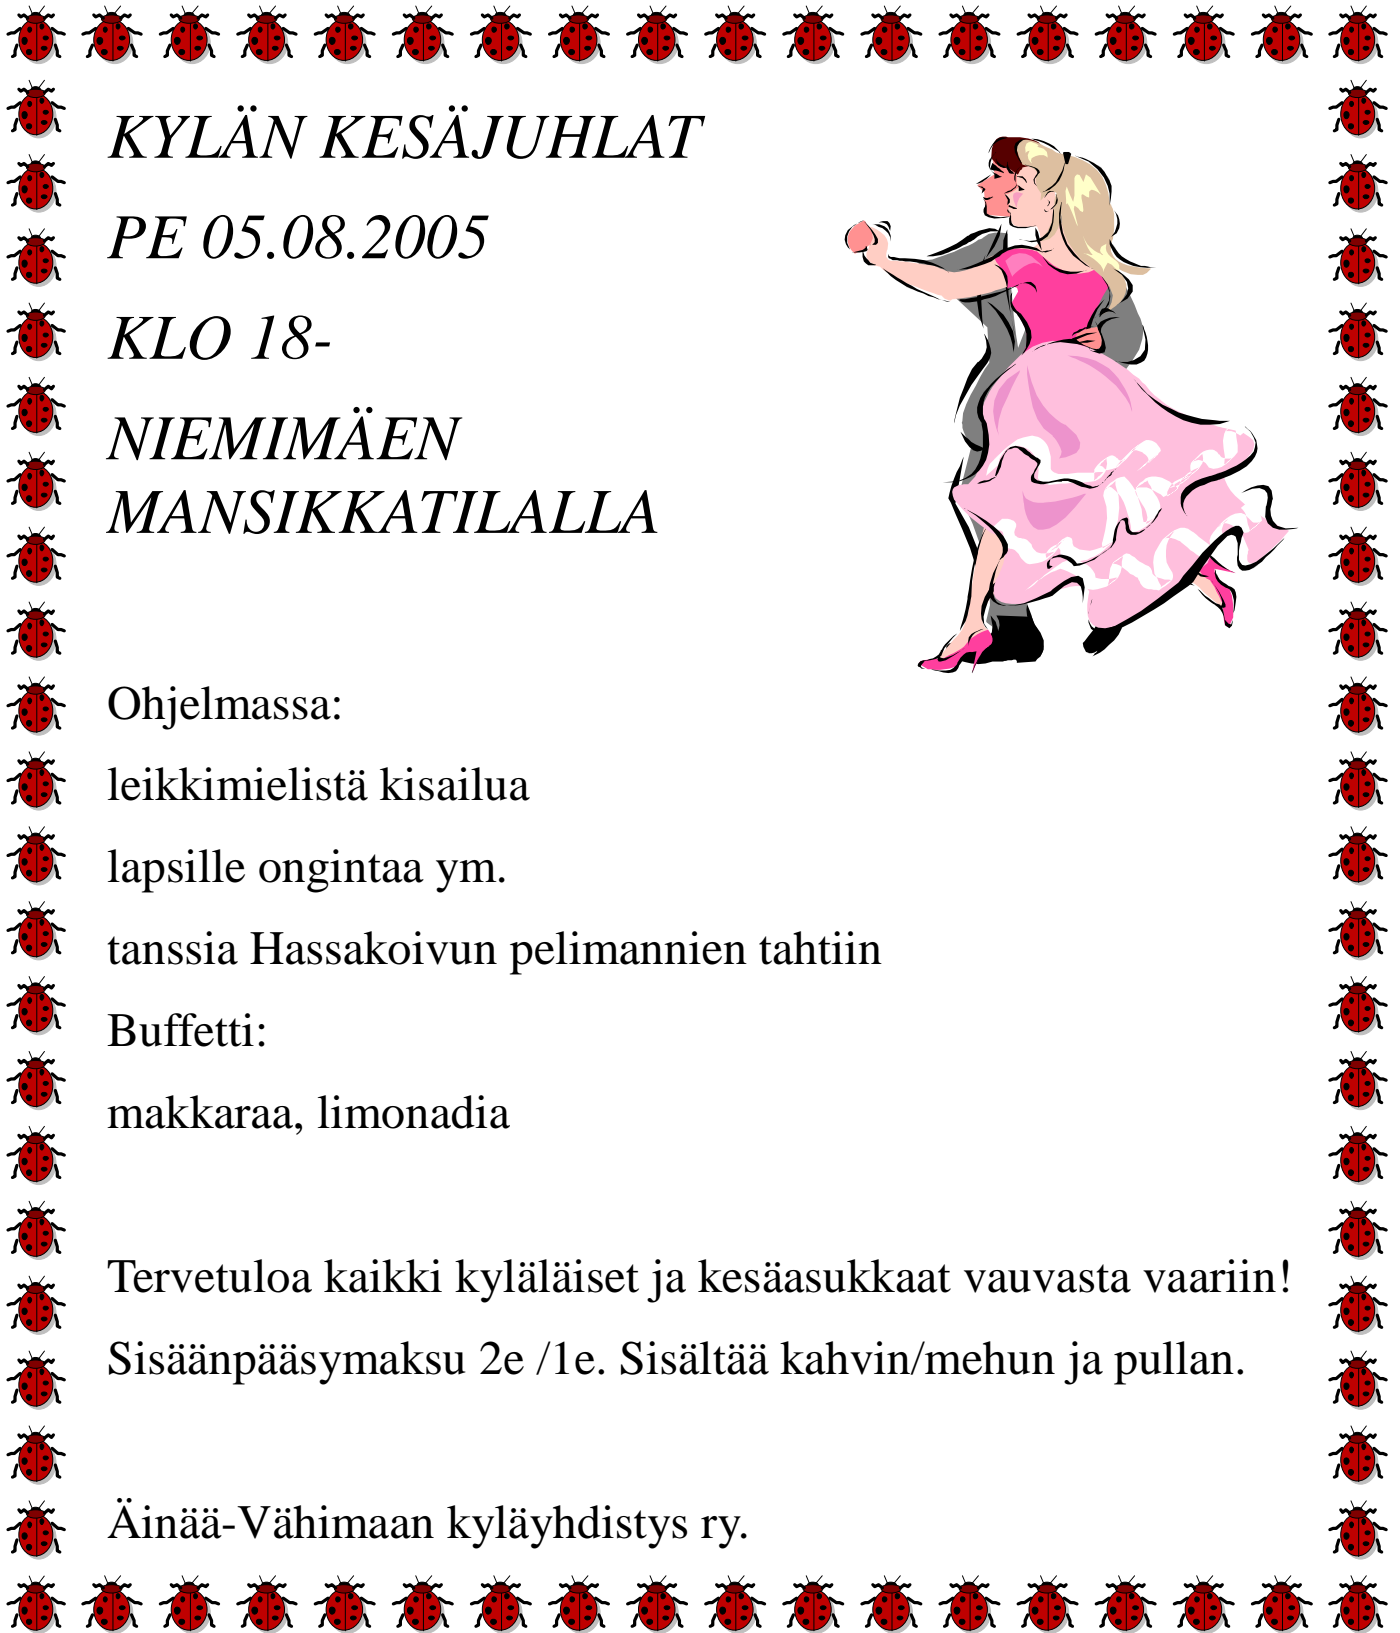 KYLÄN KESÄJUHLAT
PE 05.08.2005
KLO 18-
NIEMIMÄEN
MANSIKKATILALLA
Ohjelmassa:
leikkimielistä kisailua
lapsille ongintaa ym.
tanssia Hassakoivun pelimannien tahtiin
Buffetti:
makkaraa, limonadia
Tervetuloa kaikki kyläläiset ja kesäasukkaat vauvasta vaariin!
Sisäänpääsymaksu 2e /1e. Sisältää kahvin/mehun ja pullan.
Äinää-Vähimaan kyläyhdistys ry.